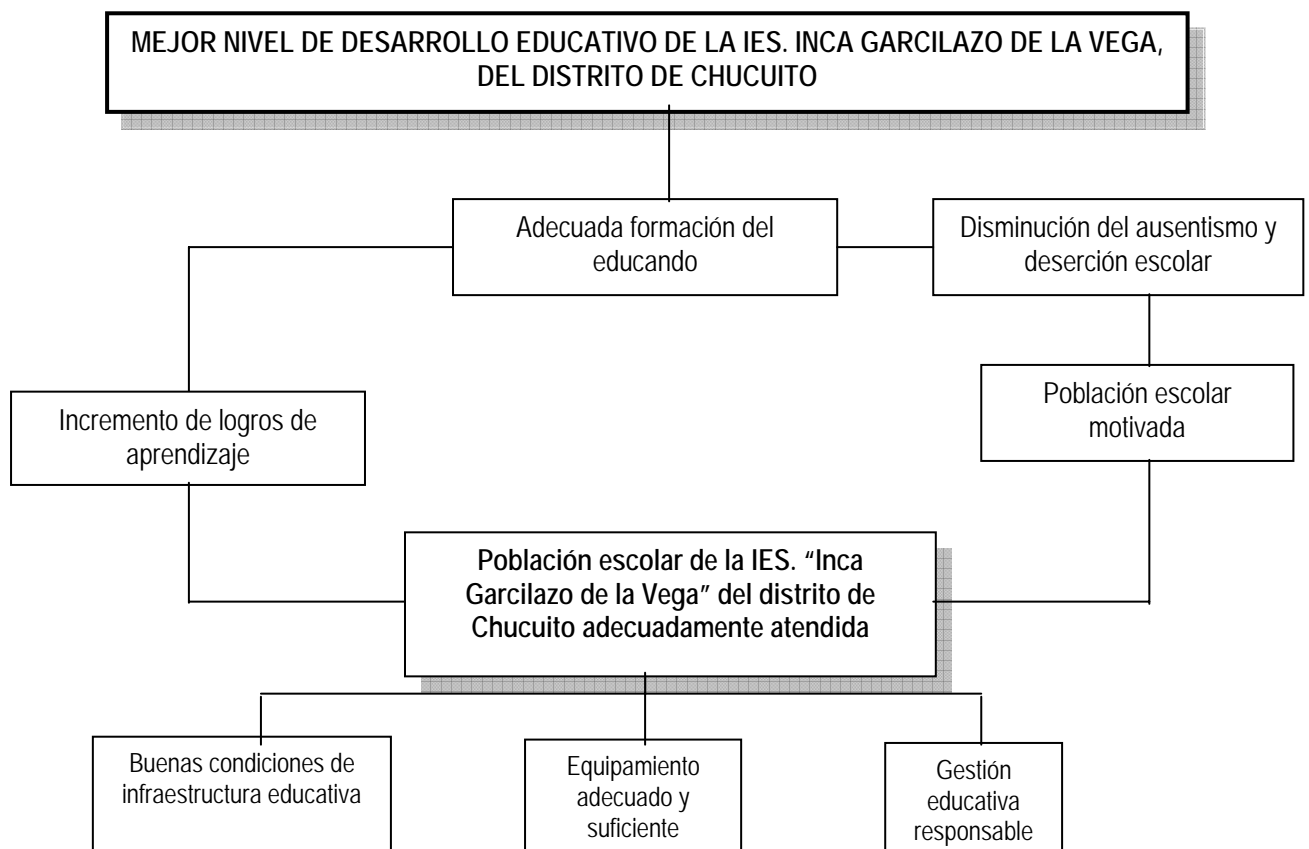 MEJOR NIVEL DE DESARROLLO EDUCATIVO DE LA IES. INCA GARCILAZO DE LA VEGA,
DEL DISTRITO DE CHUCUITO
Adecuada formación del
educando
Disminución del ausentismo y
deserción escolar
Incremento de logros de
aprendizaje
Población escolar
motivada
Población escolar de la IES. “Inca
Garcilazo de la Vega” del distrito de
Chucuito adecuadamente atendida
Buenas condiciones de
infraestructura educativa
Equipamiento
adecuado y
suficiente
Gestión
educativa
responsable